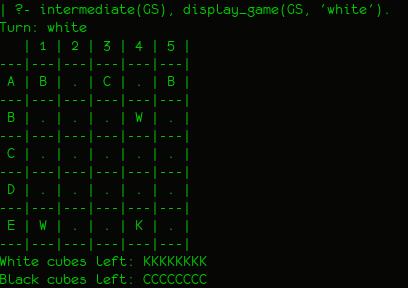 | ?- intermediate(GS), display_game(GS, 'white').
Turn: white
   | 1 | 2 | 3 | 4 | 5 |
---|---|---|---|---|---|
 A | B | . | C | . | B |
---|---|---|---|---|---|
 B | . | . | . | W | . |
---|---|---|---|---|---|
 C | . | . | . | . | . |
---|---|---|---|---|---|
 D | . | . | . | . | . |
---|---|---|---|---|---|
 E | W | . | . | K | . |
---|---|---|---|---|---|
White cubes left: KKKKKKKK
Black cubes left: CCCCCCCC